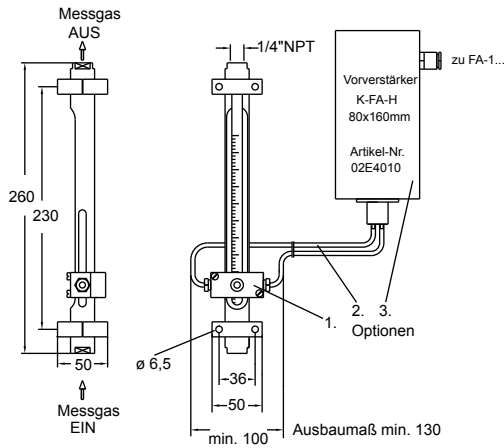 Messgas
AUS
1/4"NPT
zu FA-1...
Vorverstärker
K-FA-H
80x160mm
Artikel-Nr.
02E4010
260
230
1.
2.
3.
Optionen
50
ø 6,5
36
50
Messgas
EIN
min. 100
Ausbaumaß min. 130